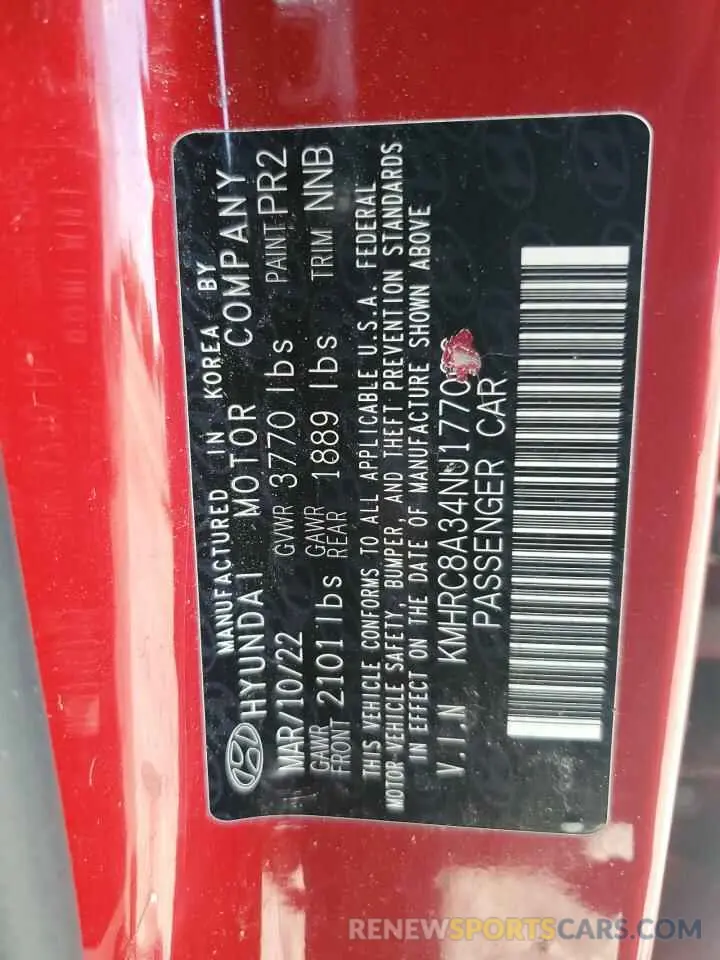 MANUFACTURED IN KOREA BY
HYUNDAI MOTOR COMPANY
MAR/10/22 GVWR 3770 lbs PAINT PR2
GAWR FRONT 2101 lbs GAWR REAR 1889 lbs TRIM NNB
THIS VEHICLE CONFORMS TO ALL APPLICABLE U.S.A. FEDERAL
MOTOR VEHICLE SAFETY, BUMPER, AND THEFT PREVENTION STANDARDS
IN EFFECT ON THE DATE OF MANUFACTURE SHOWN ABOVE
V.I.N KMHRC8A34NU1770
PASSENGER CAR
RENEWSPORTSCARS.COM